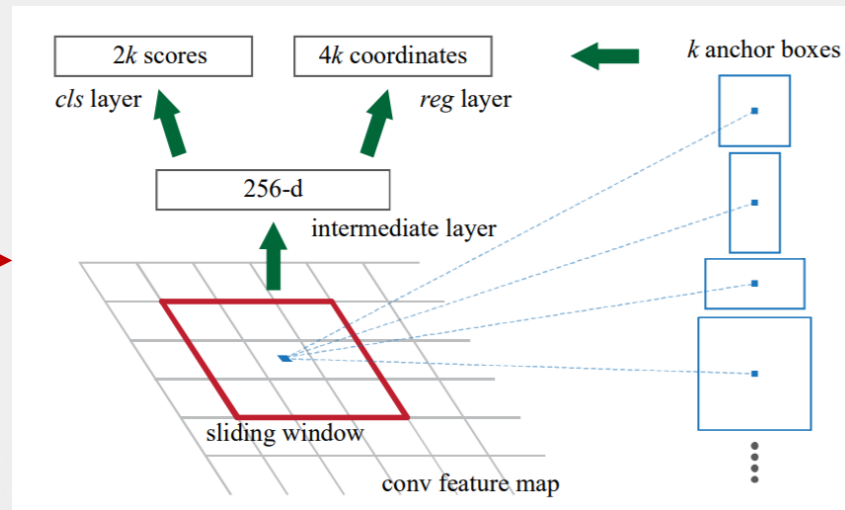 2k scores
4k coordinates
k anchor boxes
cls layer
reg layer
256-d
intermediate layer
sliding window
conv feature map